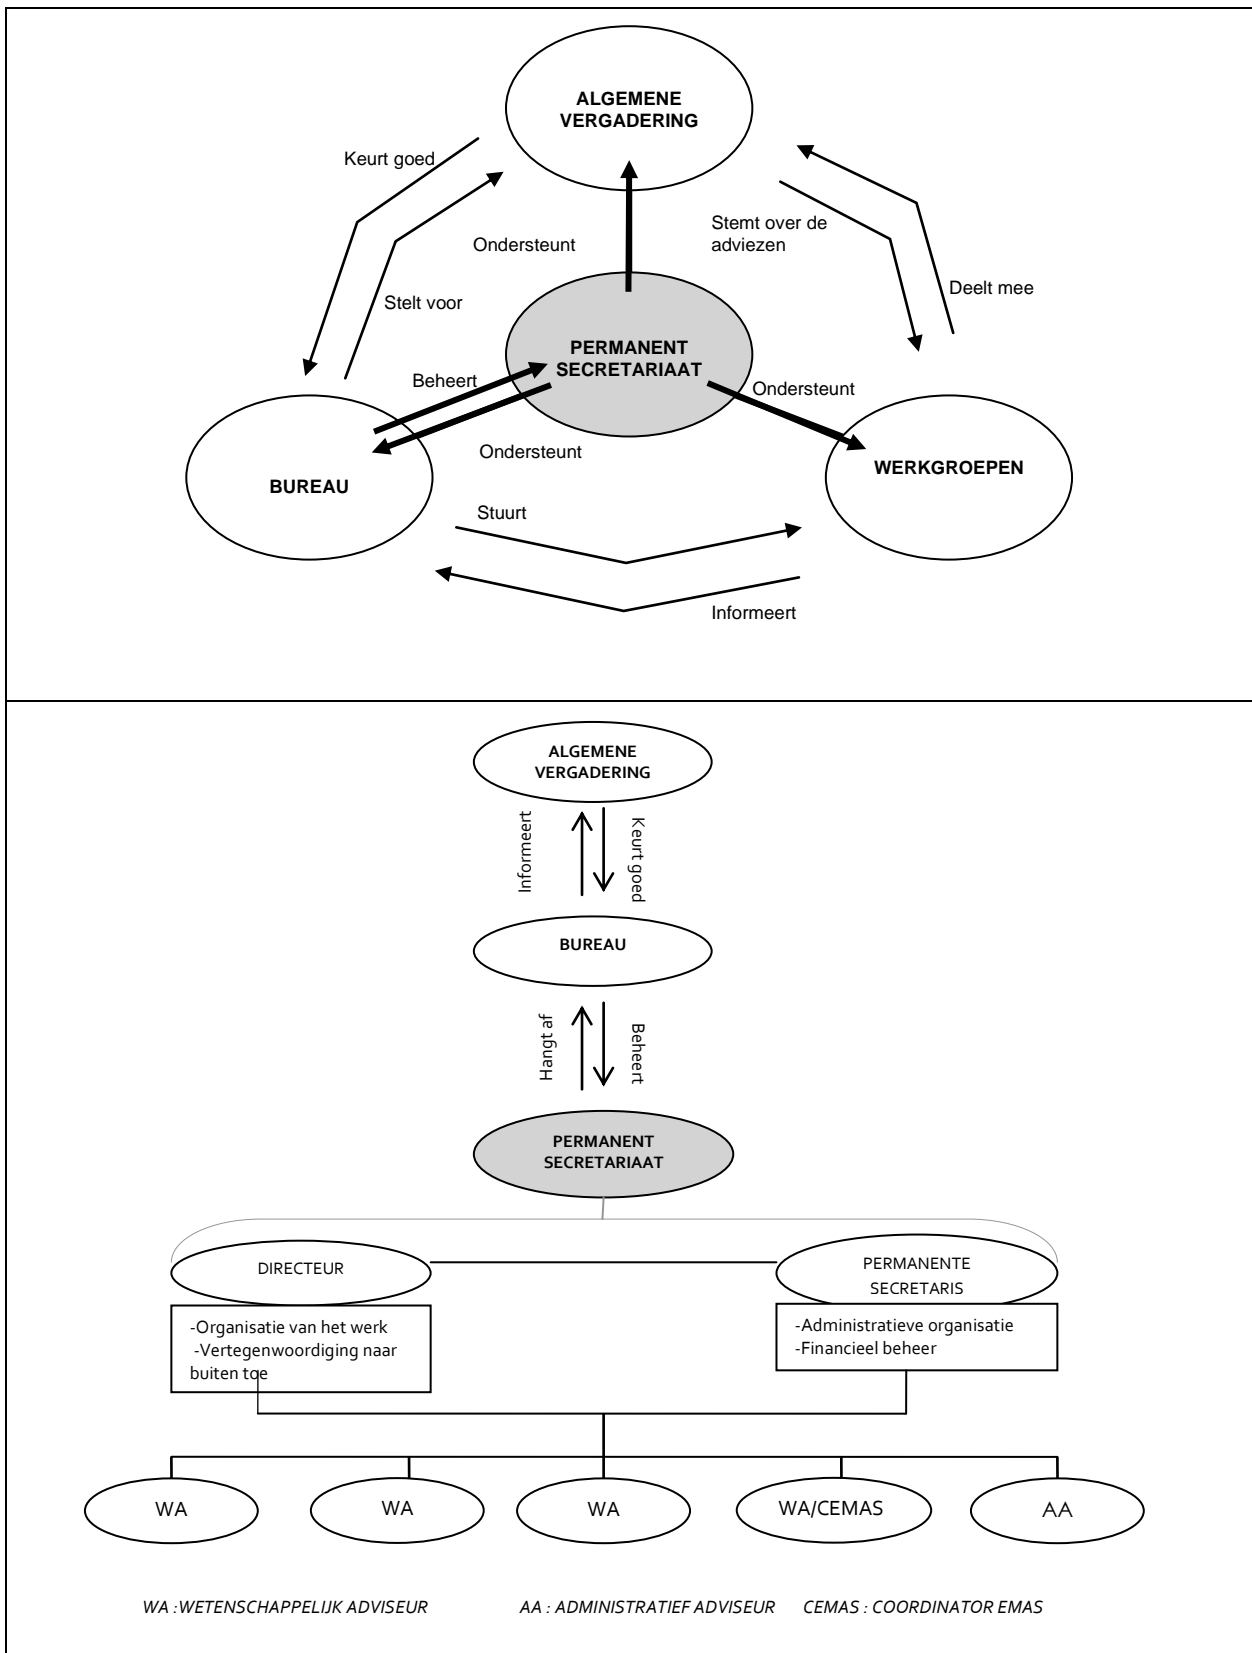 ALGEMENE
VERGADERING
Keurt goed
Stemt over de
adviezen
Ondersteunt
Deelt mee
Stelt voor
PERMANENT
SECRETARIAAT
Beheert
Ondersteunt
Ondersteunt
WERKGROEPEN
BUREAU
Stuurt
Informeert
ALGEMENE
VERGADERING
Informeert
Keurt goed
BUREAU
Hangt af
Beheert
PERMANENT
SECRETARIAAT
DIRECTEUR
PERMANENTE
SECRETARIS
-Organisatie van het werk
-Vertegenwoordiging naar
buiten toe
-Administratieve organisatie
-Financieel beheer
WA
WA
WA
WA/CEMAS
AA
WA :WETENSCHAPPELIJK ADVISEUR AA : ADMINISTRATIEF ADVISEUR CEMAS : COORDINATOR EMAS